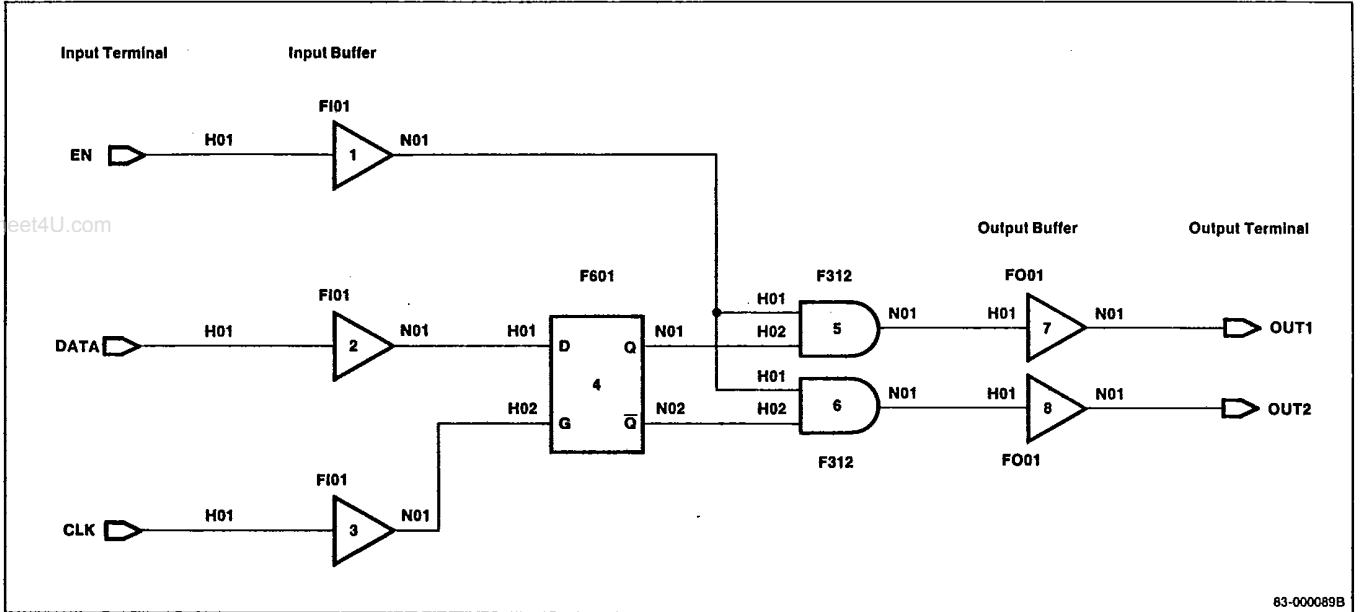 Input Terminal Input Buffer
FI01
EN H01 1 N01
eet4U.com
Output Buffer Output Terminal
F601 F312 FO01
FI01
H01 5 N01 H01 7 N01 OUT1
DATA H01 2 N01 H01 D Q N01 H02
4
H01 6 N01 H01 8 N01 OUT2
H02 G Q N02 H02
F312 FO01
FI01
CLK H01 3 N01
83-000089B